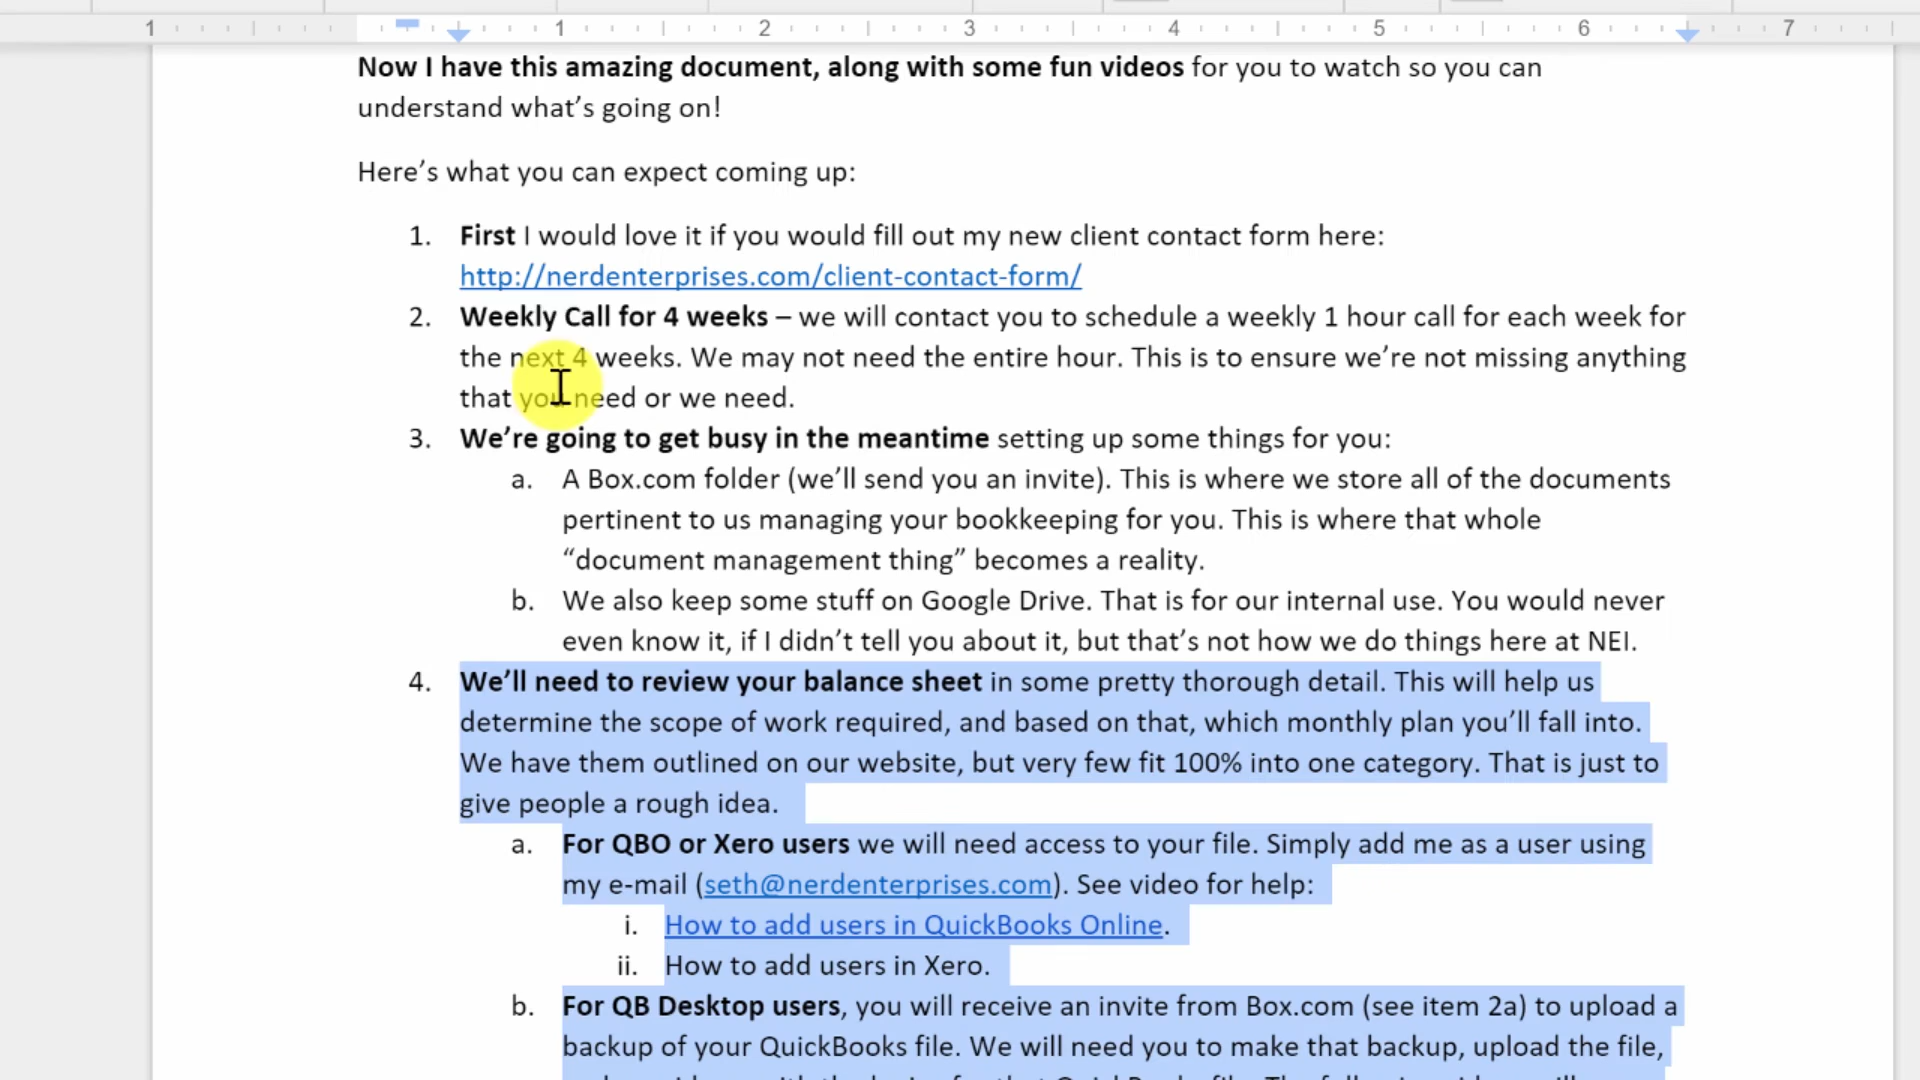 1 1 2 3 4 5 6 7
Now I have this amazing document, along with some fun videos for you to watch so you can
understand what’s going on!
Here’s what you can expect coming up:
1. First I would love it if you would fill out my new client contact form here:
http://nerdenterprises.com/client-contact-form/
2. Weekly Call for 4 weeks – we will contact you to schedule a weekly 1 hour call for each week for
the next 4 weeks. We may not need the entire hour. This is to ensure we’re not missing anything
that you need or we need.
3. We’re going to get busy in the meantime setting up some things for you:
a. A Box.com folder (we’ll send you an invite). This is where we store all of the documents
pertinent to us managing your bookkeeping for you. This is where that whole
“document management thing” becomes a reality.
b. We also keep some stuff on Google Drive. That is for our internal use. You would never
even know it, if I didn’t tell you about it, but that’s not how we do things here at NEI.
4. We’ll need to review your balance sheet in some pretty thorough detail. This will help us
determine the scope of work required, and based on that, which monthly plan you’ll fall into.
We have them outlined on our website, but very few fit 100% into one category. That is just to
give people a rough idea.
a. For QBO or Xero users we will need access to your file. Simply add me as a user using
my e-mail (seth@nerdenterprises.com). See video for help:
i. How to add users in QuickBooks Online.
ii. How to add users in Xero.
b. For QB Desktop users, you will receive an invite from Box.com (see item 2a) to upload a
backup of your QuickBooks file. We will need you to make that backup, upload the file,